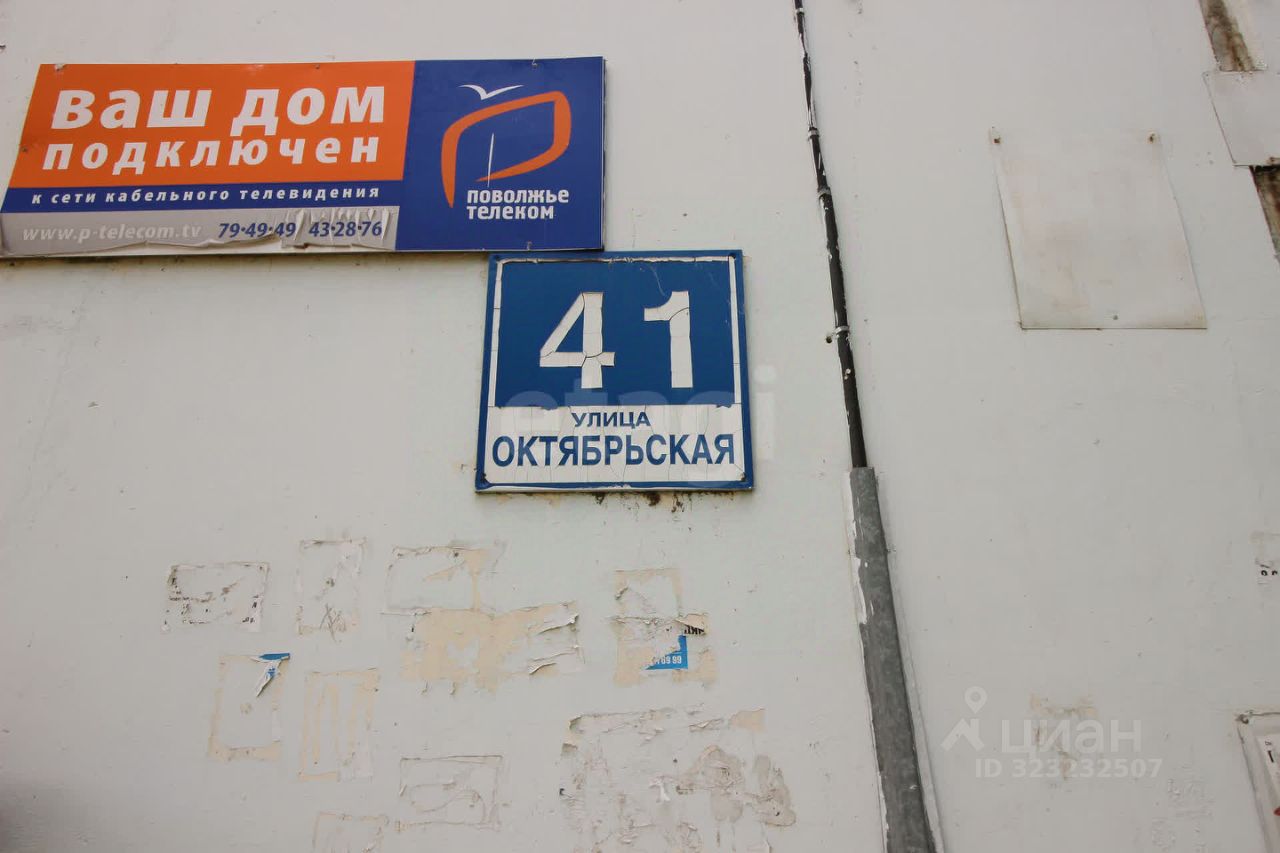 ваш дом
подключен
к сети кабельного телевидения
www.p-telecom.tv 79•49•49 43•28•76
ПОВОЛЖЬЕ
ТЕЛЕКОМ
41
УЛИЦА
ОКТЯБРЬСКАЯ
etagi
циан
ID 323232507